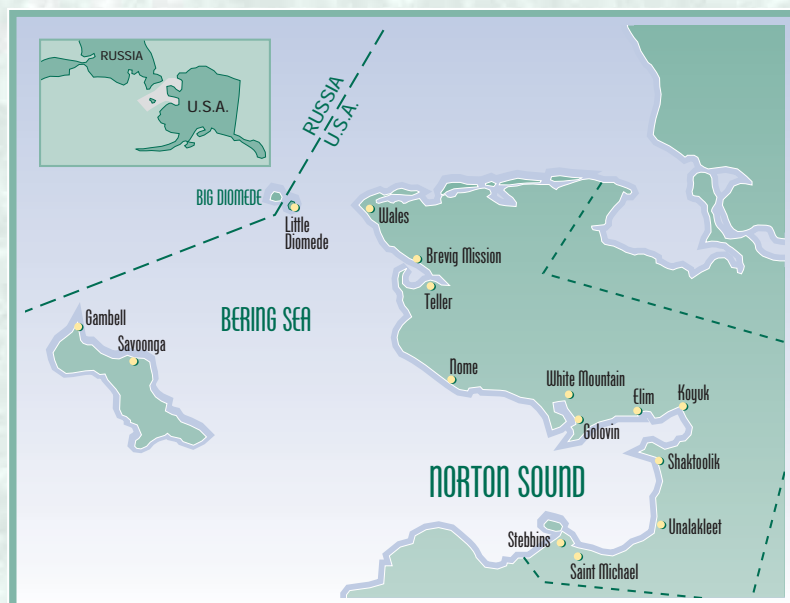 RUSSIA
U.S.A.
RUSSIA
U.S.A.
BIG DIOMEDE
Little
Diomede
Wales
Brevig Mission
Teller
BERING SEA
Gambell
Savoonga
Nome
White Mountain
Elim
Koyuk
Golovin
Shaktoolik
NORTON SOUND
Unalakleet
Stebbins
Saint Michael